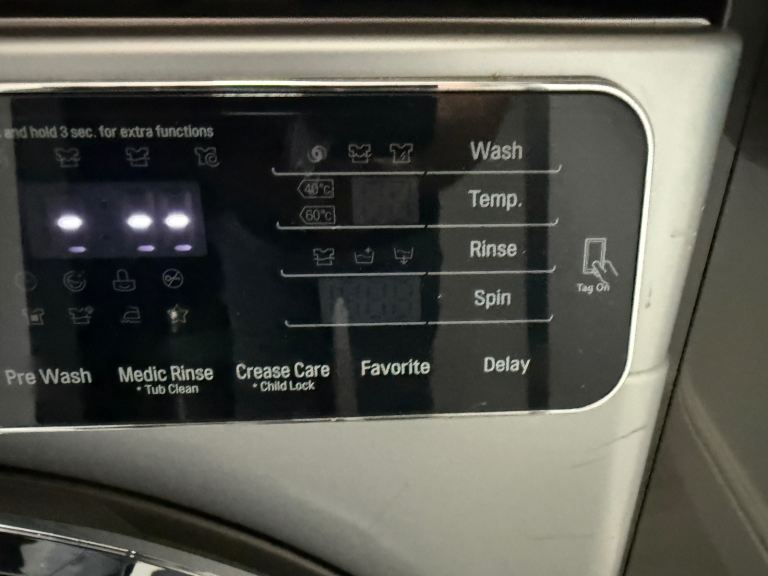 and hold 3 sec. for extra functions
Wash
40°c
60°c
Temp.
Rinse
Spin
Tag On
Pre Wash
Medic Rinse
* Tub Clean
Crease Care
* Child Lock
Favorite
Delay